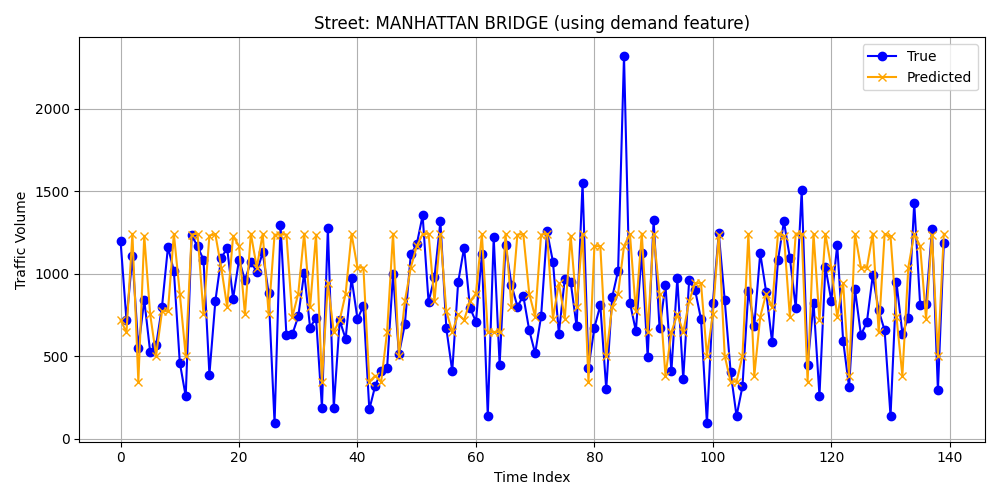 Street: MANHATTAN BRIDGE (using demand feature)
True
Predicted
Traffic Volume
2000
1500
1000
500
0
0 20 40 60 80 100 120 140
Time Index